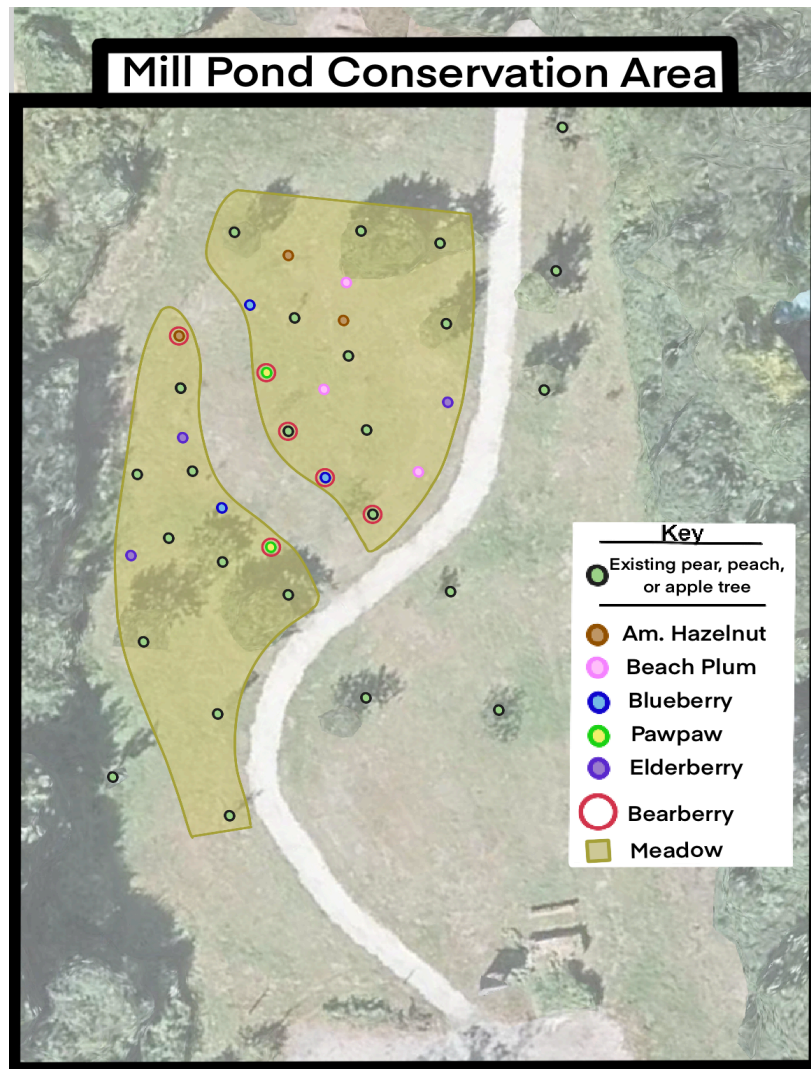 Mill Pond Conservation Area
Key
Existing pear, peach,
or apple tree
Am. Hazelnut
Beach Plum
Blueberry
Pawpaw
Elderberry
Bearberry
Meadow